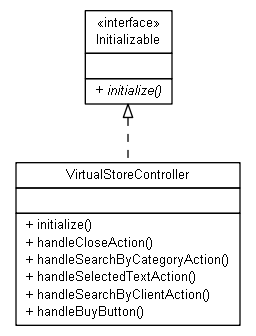 «interface»
Initializable
+ initialize()
VirtualStoreController
+ initialize()
+ handleCloseAction()
+ handleSearchByCategoryAction()
+ handleSelectedTextAction()
+ handleSearchByClientAction()
+ handleBuyButton()